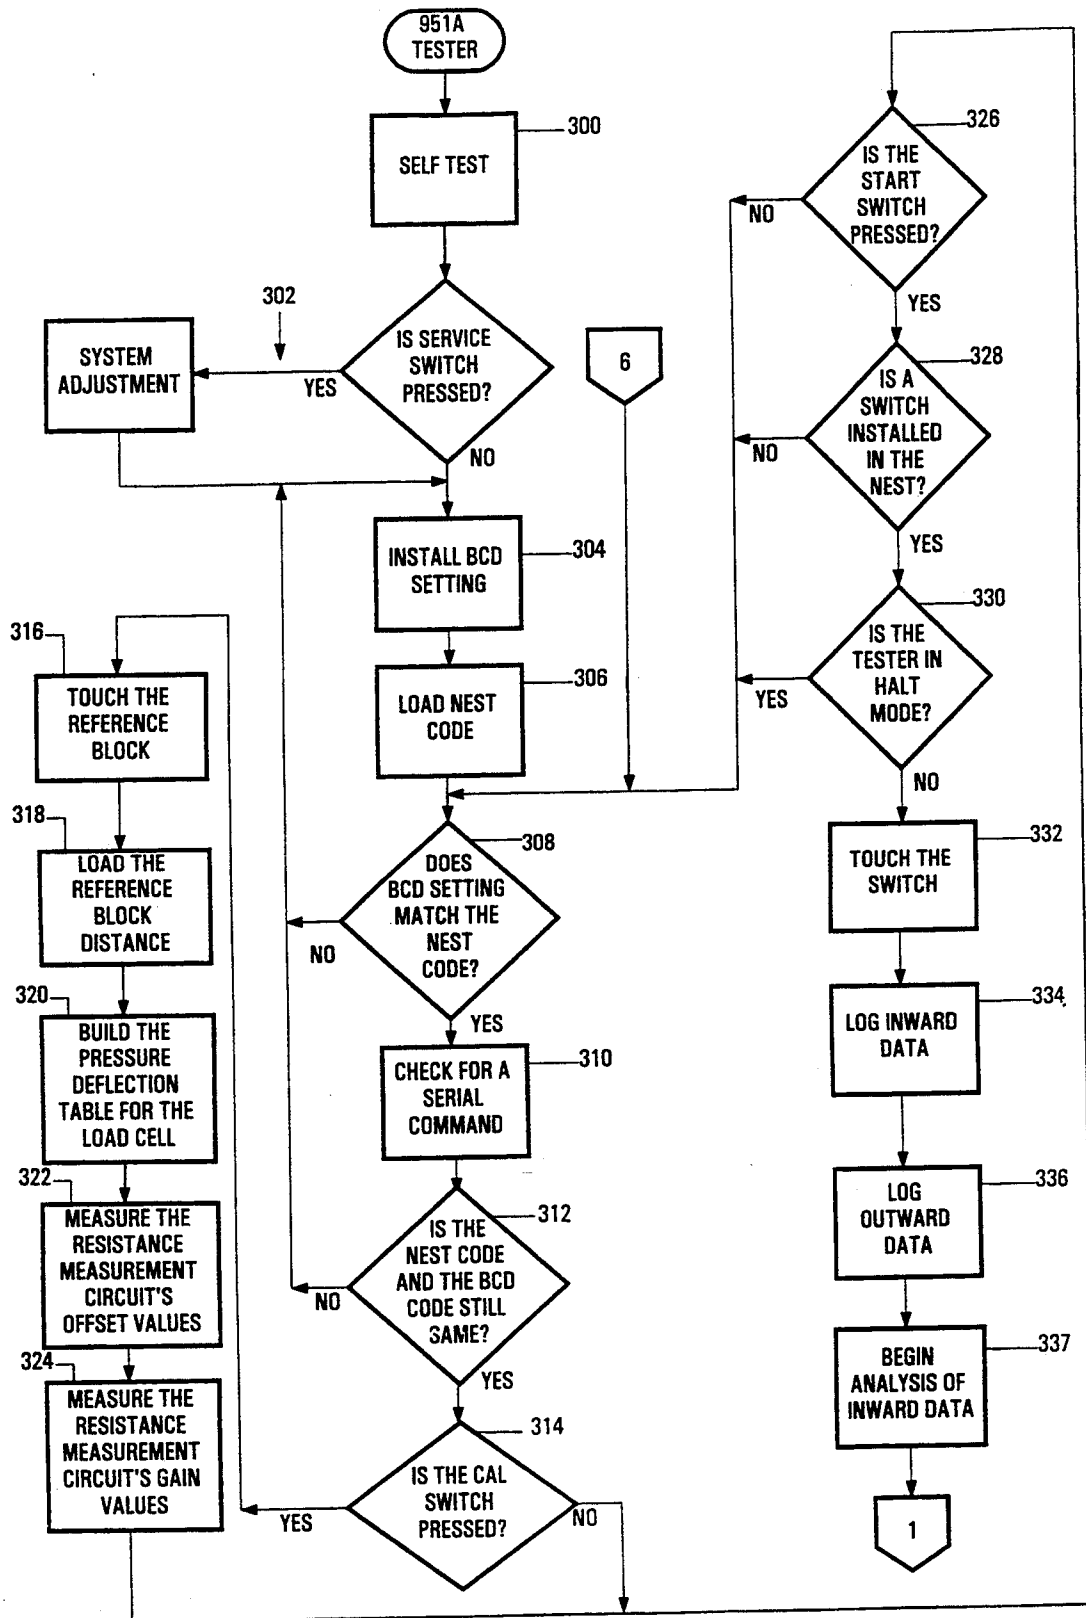 951A
TESTER
300
SELF TEST
302
IS SERVICE
SWITCH
PRESSED?
YES
NO
SYSTEM
ADJUSTMENT
6
INSTALL BCD
SETTING
304
LOAD NEST
CODE
306
308
DOES
BCD SETTING
MATCH THE
NEST
CODE?
NO
YES
CHECK FOR A
SERIAL
COMMAND
310
312
IS THE
NEST CODE
AND THE BCD
CODE STILL
SAME?
NO
YES
314
IS THE CAL
SWITCH
PRESSED?
YES
NO
316
TOUCH THE
REFERENCE
BLOCK
318
LOAD THE
REFERENCE
BLOCK
DISTANCE
320
BUILD THE
PRESSURE
DEFLECTION
TABLE FOR THE
LOAD CELL
322
MEASURE THE
RESISTANCE
MEASUREMENT
CIRCUIT'S
OFFSET VALUES
324
MEASURE THE
RESISTANCE
MEASUREMENT
CIRCUIT'S GAIN
VALUES
326
IS THE
START
SWITCH
PRESSED?
NO
YES
328
IS A
SWITCH
INSTALLED
IN THE
NEST?
NO
YES
330
IS THE
TESTER IN
HALT
MODE?
YES
NO
332
TOUCH THE
SWITCH
334
LOG INWARD
DATA
336
LOG
OUTWARD
DATA
337
BEGIN
ANALYSIS OF
INWARD DATA
1